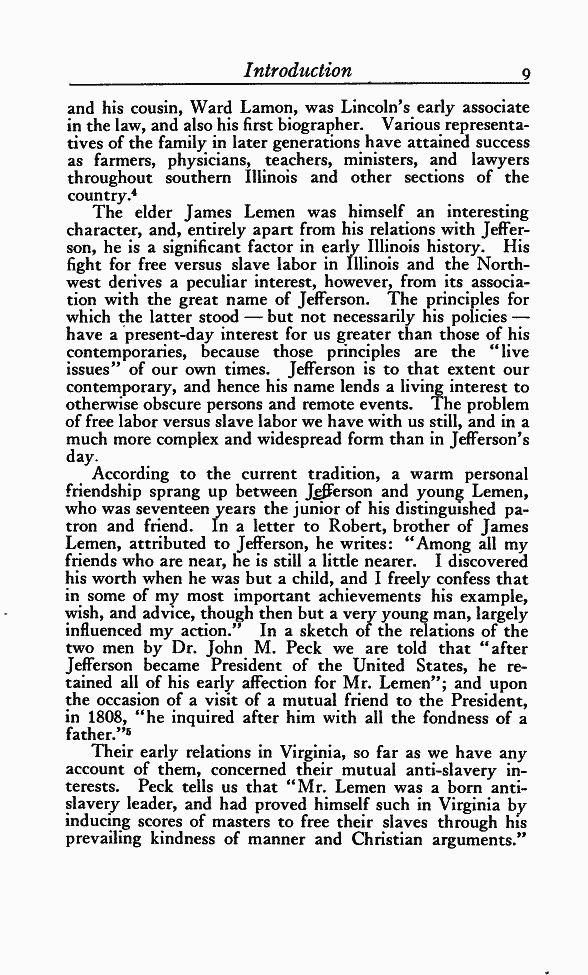 Introduction 9
and his cousin, Ward Lamon, was Lincoln's early associate
in the law, and also his first biographer. Various representa-
tives of the family in later generations have attained success
as farmers, physicians, teachers, ministers, and lawyers
throughout southern Illinois and other sections of the
country.⁴
The elder James Lemen was himself an interesting
character, and, entirely apart from his relations with Jeffer-
son, he is a significant factor in early Illinois history. His
fight for free versus slave labor in Illinois and the North-
west derives a peculiar interest, however, from its associa-
tion with the great name of Jefferson. The principles for
which the latter stood — but not necessarily his policies —
have a present-day interest for us greater than those of his
contemporaries, because those principles are the "live
issues" of our own times. Jefferson is to that extent our
contemporary, and hence his name lends a living interest to
otherwise obscure persons and remote events. The problem
of free labor versus slave labor we have with us still, and in a
much more complex and widespread form than in Jefferson's
day.
According to the current tradition, a warm personal
friendship sprang up between Jefferson and young Lemen,
who was seventeen years the junior of his distinguished pa-
tron and friend. In a letter to Robert, brother of James
Lemen, attributed to Jefferson, he writes: "Among all my
friends who are near, he is still a little nearer. I discovered
his worth when he was but a child, and I freely confess that
in some of my most important achievements his example,
wish, and advice, though then but a very young man, largely
influenced my action." In a sketch of the relations of the
two men by Dr. John M. Peck we are told that "after
Jefferson became President of the United States, he re-
tained all of his early affection for Mr. Lemen"; and upon
the occasion of a visit of a mutual friend to the President,
in 1808, "he inquired after him with all the fondness of a
father."⁵
Their early relations in Virginia, so far as we have any
account of them, concerned their mutual anti-slavery in-
terests. Peck tells us that "Mr. Lemen was a born anti-
slavery leader, and had proved himself such in Virginia by
inducing scores of masters to free their slaves through his
prevailing kindness of manner and Christian arguments."